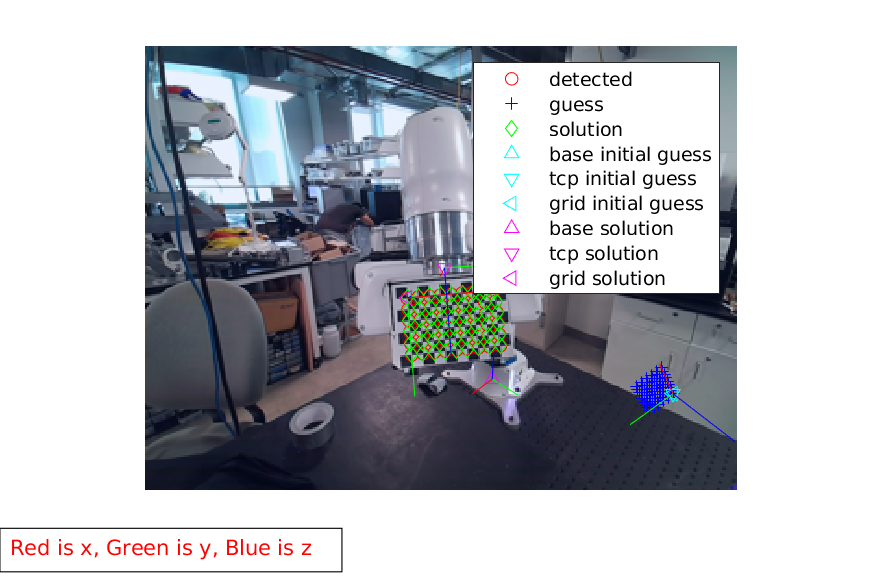 detected
guess
solution
base initial guess
tcp initial guess
grid initial guess
base solution
tcp solution
grid solution
Red is x, Green is y, Blue is z